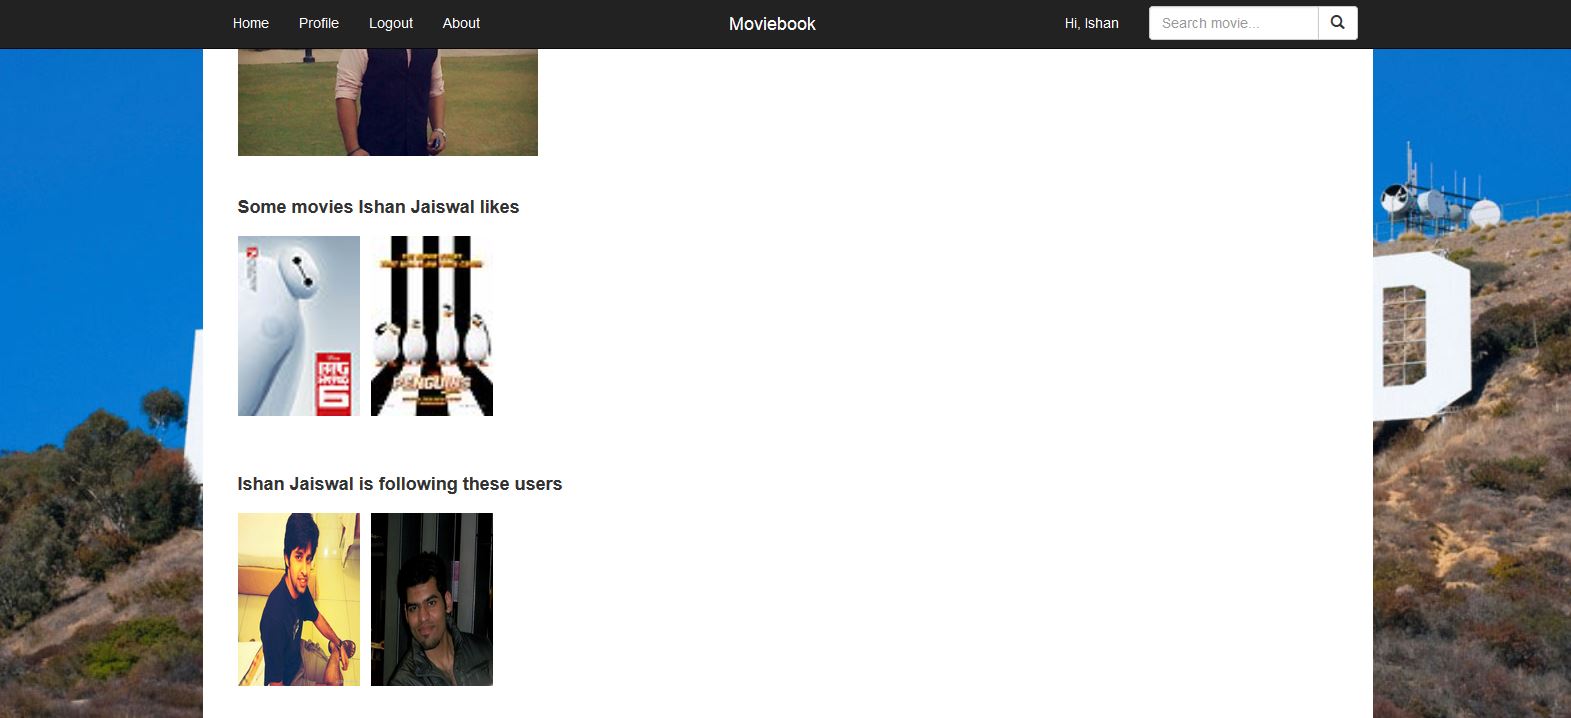 Home Profile Logout About Moviebook Hi, Ishan Search movie...
Some movies Ishan Jaiswal likes
BIG
HERO
6
PENGUINS
Ishan Jaiswal is following these users